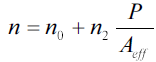 n = n₀ + n₂ P / A_eff